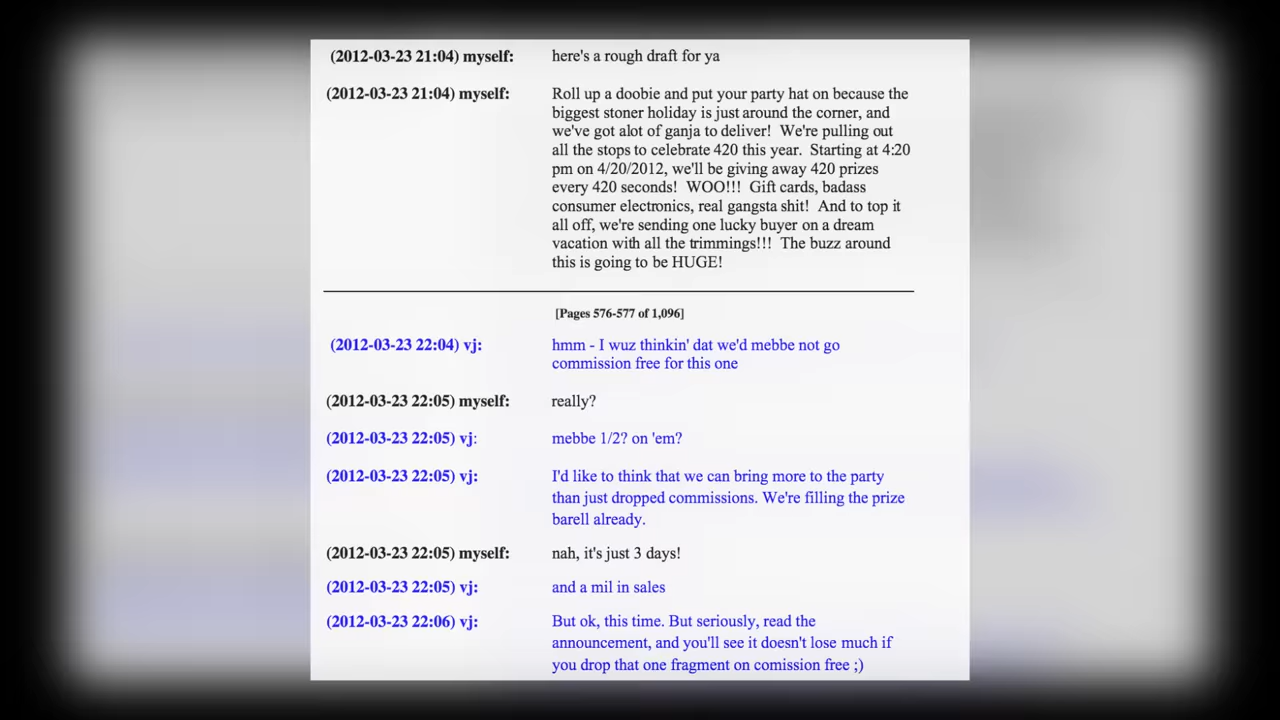 (2012-03-23 21:04) myself: here's a rough draft for ya
(2012-03-23 21:04) myself: Roll up a doobie and put your party hat on because the
biggest stoner holiday is just around the corner, and
we've got alot of ganja to deliver!  We're pulling out
all the stops to celebrate 420 this year.  Starting at 4:20
pm on 4/20/2012, we'll be giving away 420 prizes
every 420 seconds!  WOO!!!  Gift cards, badass
consumer electronics, real gangsta shit!  And to top it
all off, we're sending one lucky buyer on a dream
vacation with all the trimmings!!!  The buzz around
this is going to be HUGE!
[Pages 576-577 of 1,096]
(2012-03-23 22:04) vj: hmm - I wuz thinkin' dat we'd mebbe not go
commission free for this one
(2012-03-23 22:05) myself: really?
(2012-03-23 22:05) vj: mebbe 1/2? on 'em?
(2012-03-23 22:05) vj: I'd like to think that we can bring more to the party
than just dropped commissions. We're filling the prize
barell already.
(2012-03-23 22:05) myself: nah, it's just 3 days!
(2012-03-23 22:05) vj: and a mil in sales
(2012-03-23 22:06) vj: But ok, this time. But seriously, read the
announcement, and you'll see it doesn't lose much if
you drop that one fragment on comission free ;)